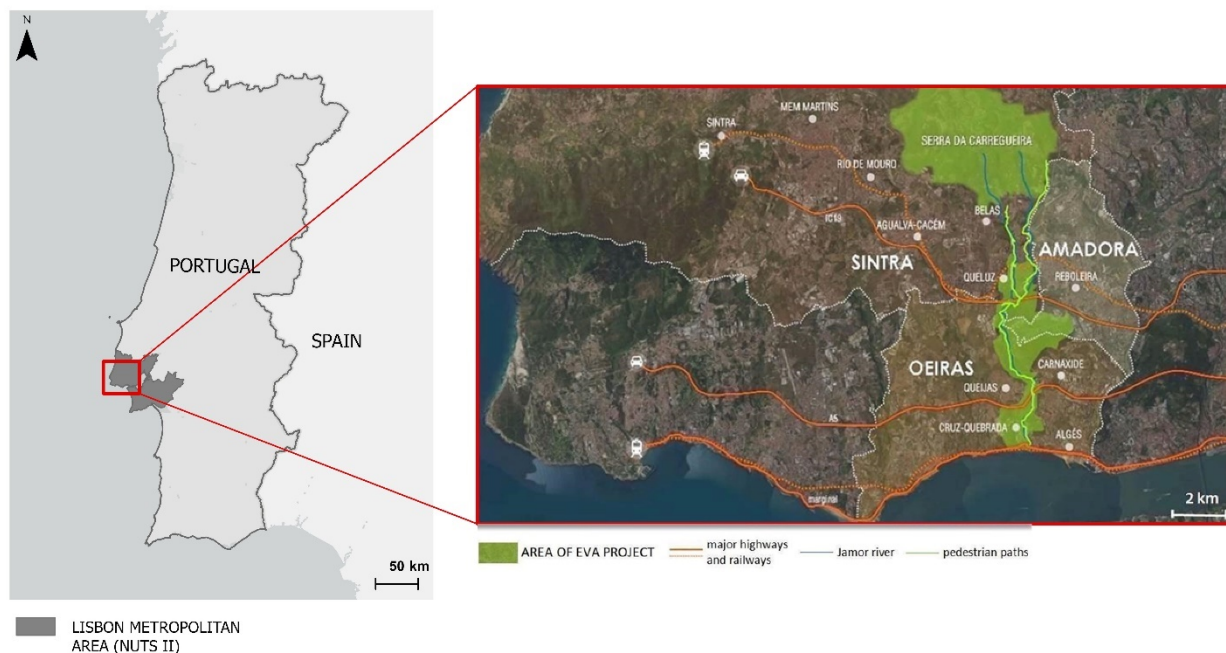 N
PORTUGAL
SPAIN
50 km
LISBON METROPOLITAN
AREA (NUTS II)
MEM MARTINS
SINTRA
SERRA DA CARREGUEIRA
RIO DE MOURO
IC19
BELAS
AGUALVA-CACÉM
AMADORA
SINTRA
QUELUZ
REBOLEIRA
OEIRAS
CARNAXIDE
QUEIJAS
A5
CRUZ-QUEBRADA
ALGÉS
marginal
2 km
AREA OF EVA PROJECT
major highways
and railways
Jamor river
pedestrian paths